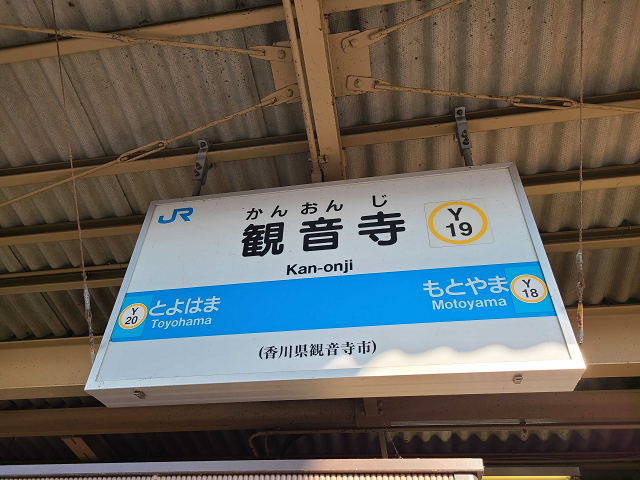 JR
かんおんじ
観音寺
Y
19
Kan-onji
Y
20
とよはま
Toyohama
もとやま
Motoyama
Y
18
(香川県観音寺市)